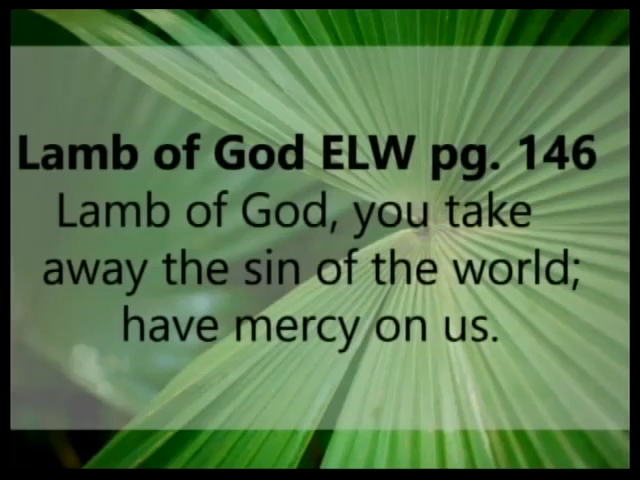 Lamb of God ELW pg. 146
Lamb of God, you take
away the sin of the world;
have mercy on us.